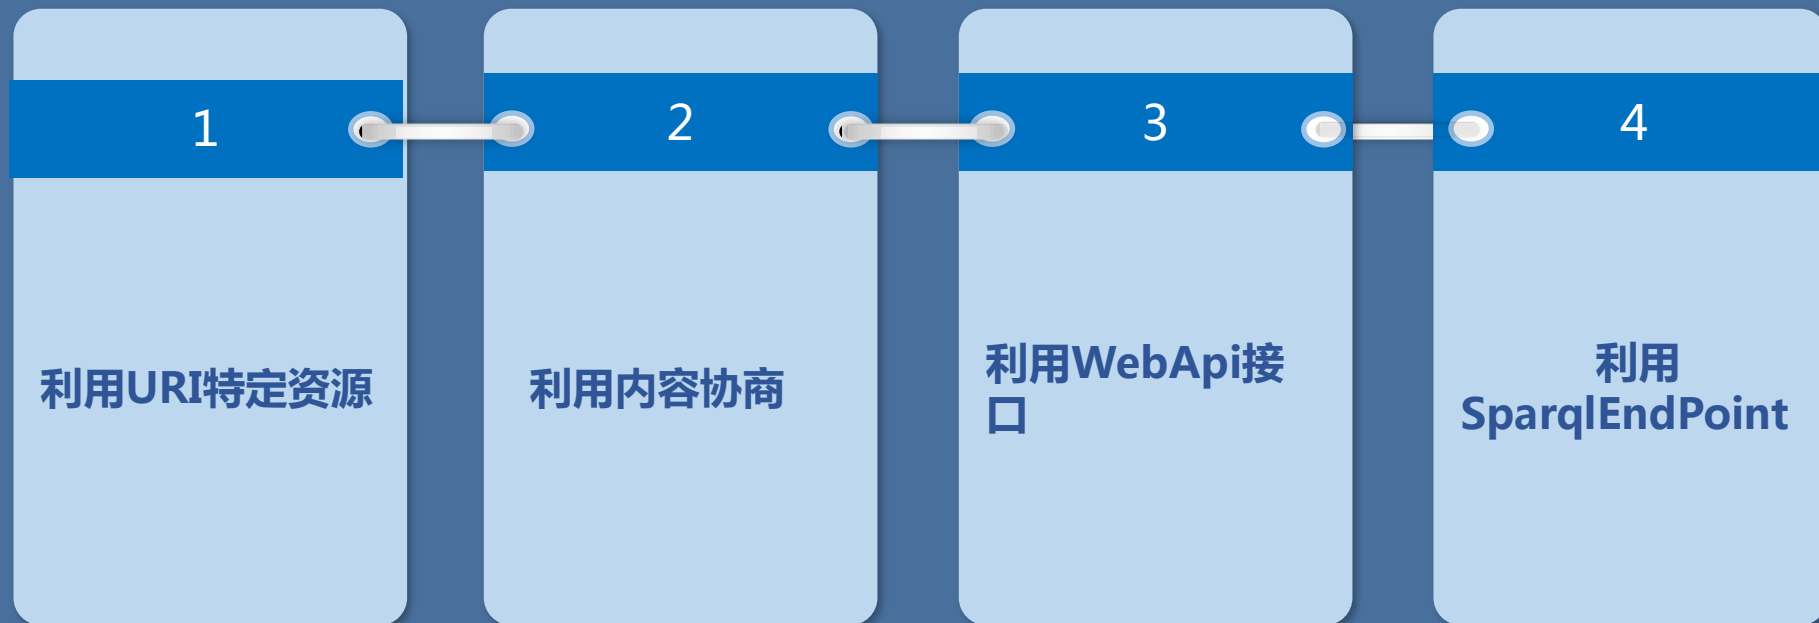 1
2
3
4
利用URI特定资源
利用内容协商
利用WebApi接
口
利用
SparqlEndPoint